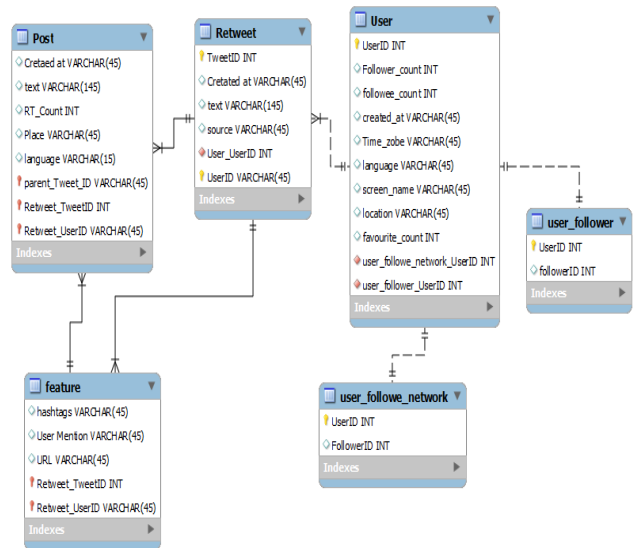 Post
Cretaed at VARCHAR(45)
text VARCHAR(145)
RT_Count INT
Place VARCHAR(45)
language VARCHAR(15)
parent_Tweet_ID VARCHAR(45)
Retweet_TweetID INT
Retweet_UserID VARCHAR(45)
Indexes
Retweet
TweetID INT
Cretated at VARCHAR(45)
text VARCHAR(145)
source VARCHAR(45)
User_UserID INT
UserID VARCHAR(45)
Indexes
User
UserID INT
Follower_count INT
followee_count INT
created_at VARCHAR(45)
Time_zobe VARCHAR(45)
language VARCHAR(45)
screen_name VARCHAR(45)
location VARCHAR(45)
favourite_count INT
user_followe_network_UserID INT
user_follower_UserID INT
Indexes
user_follower
UserID INT
followerID INT
Indexes
feature
hashtags VARCHAR(45)
User Mention VARCHAR(45)
URL VARCHAR(45)
Retweet_TweetID INT
Retweet_UserID VARCHAR(45)
Indexes
user_followe_network
UserID INT
FollowerID INT
Indexes